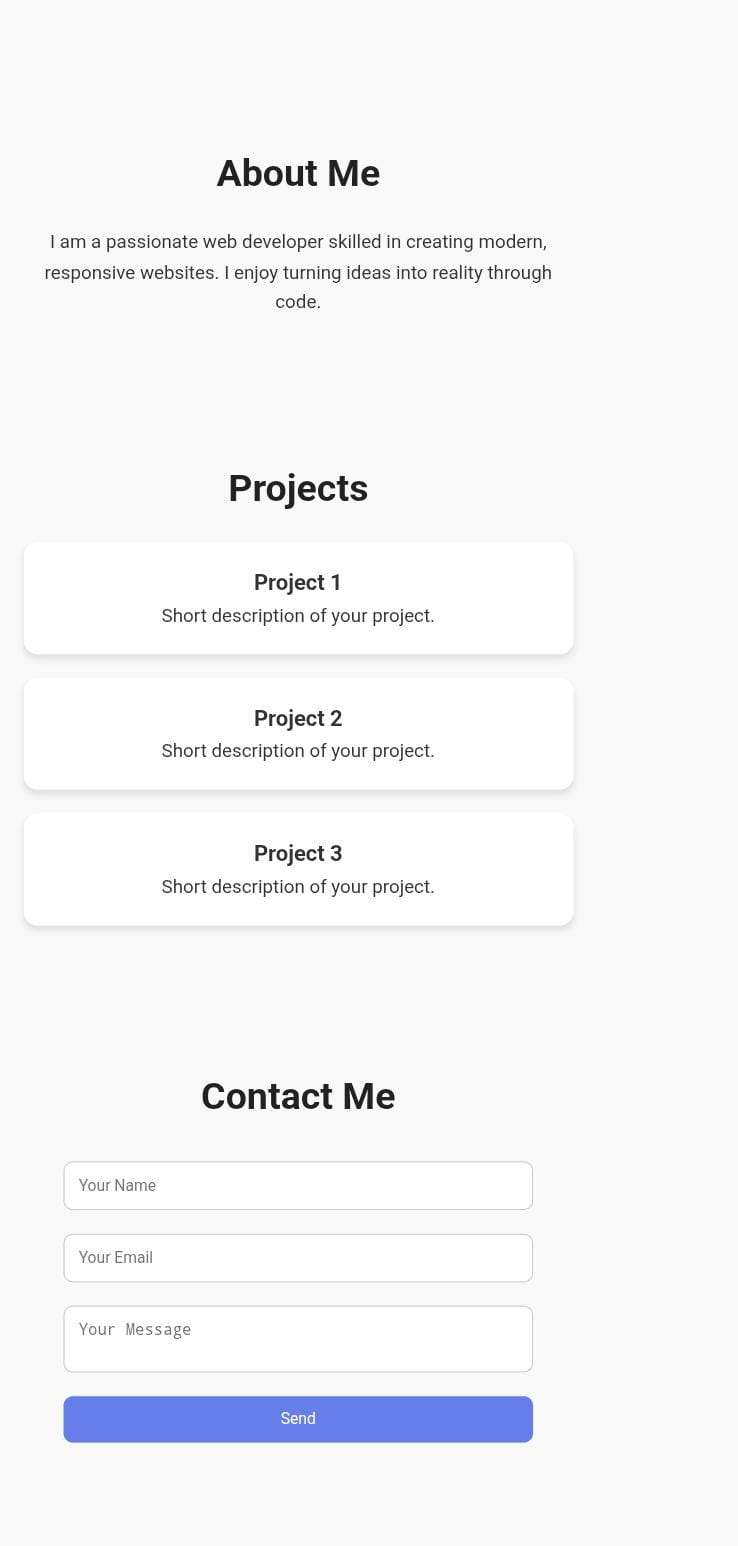 About Me
I am a passionate web developer skilled in creating modern,
responsive websites. I enjoy turning ideas into reality through
code.
Projects
Project 1
Short description of your project.
Project 2
Short description of your project.
Project 3
Short description of your project.
Contact Me
Your Name
Your Email
Your Message
Send